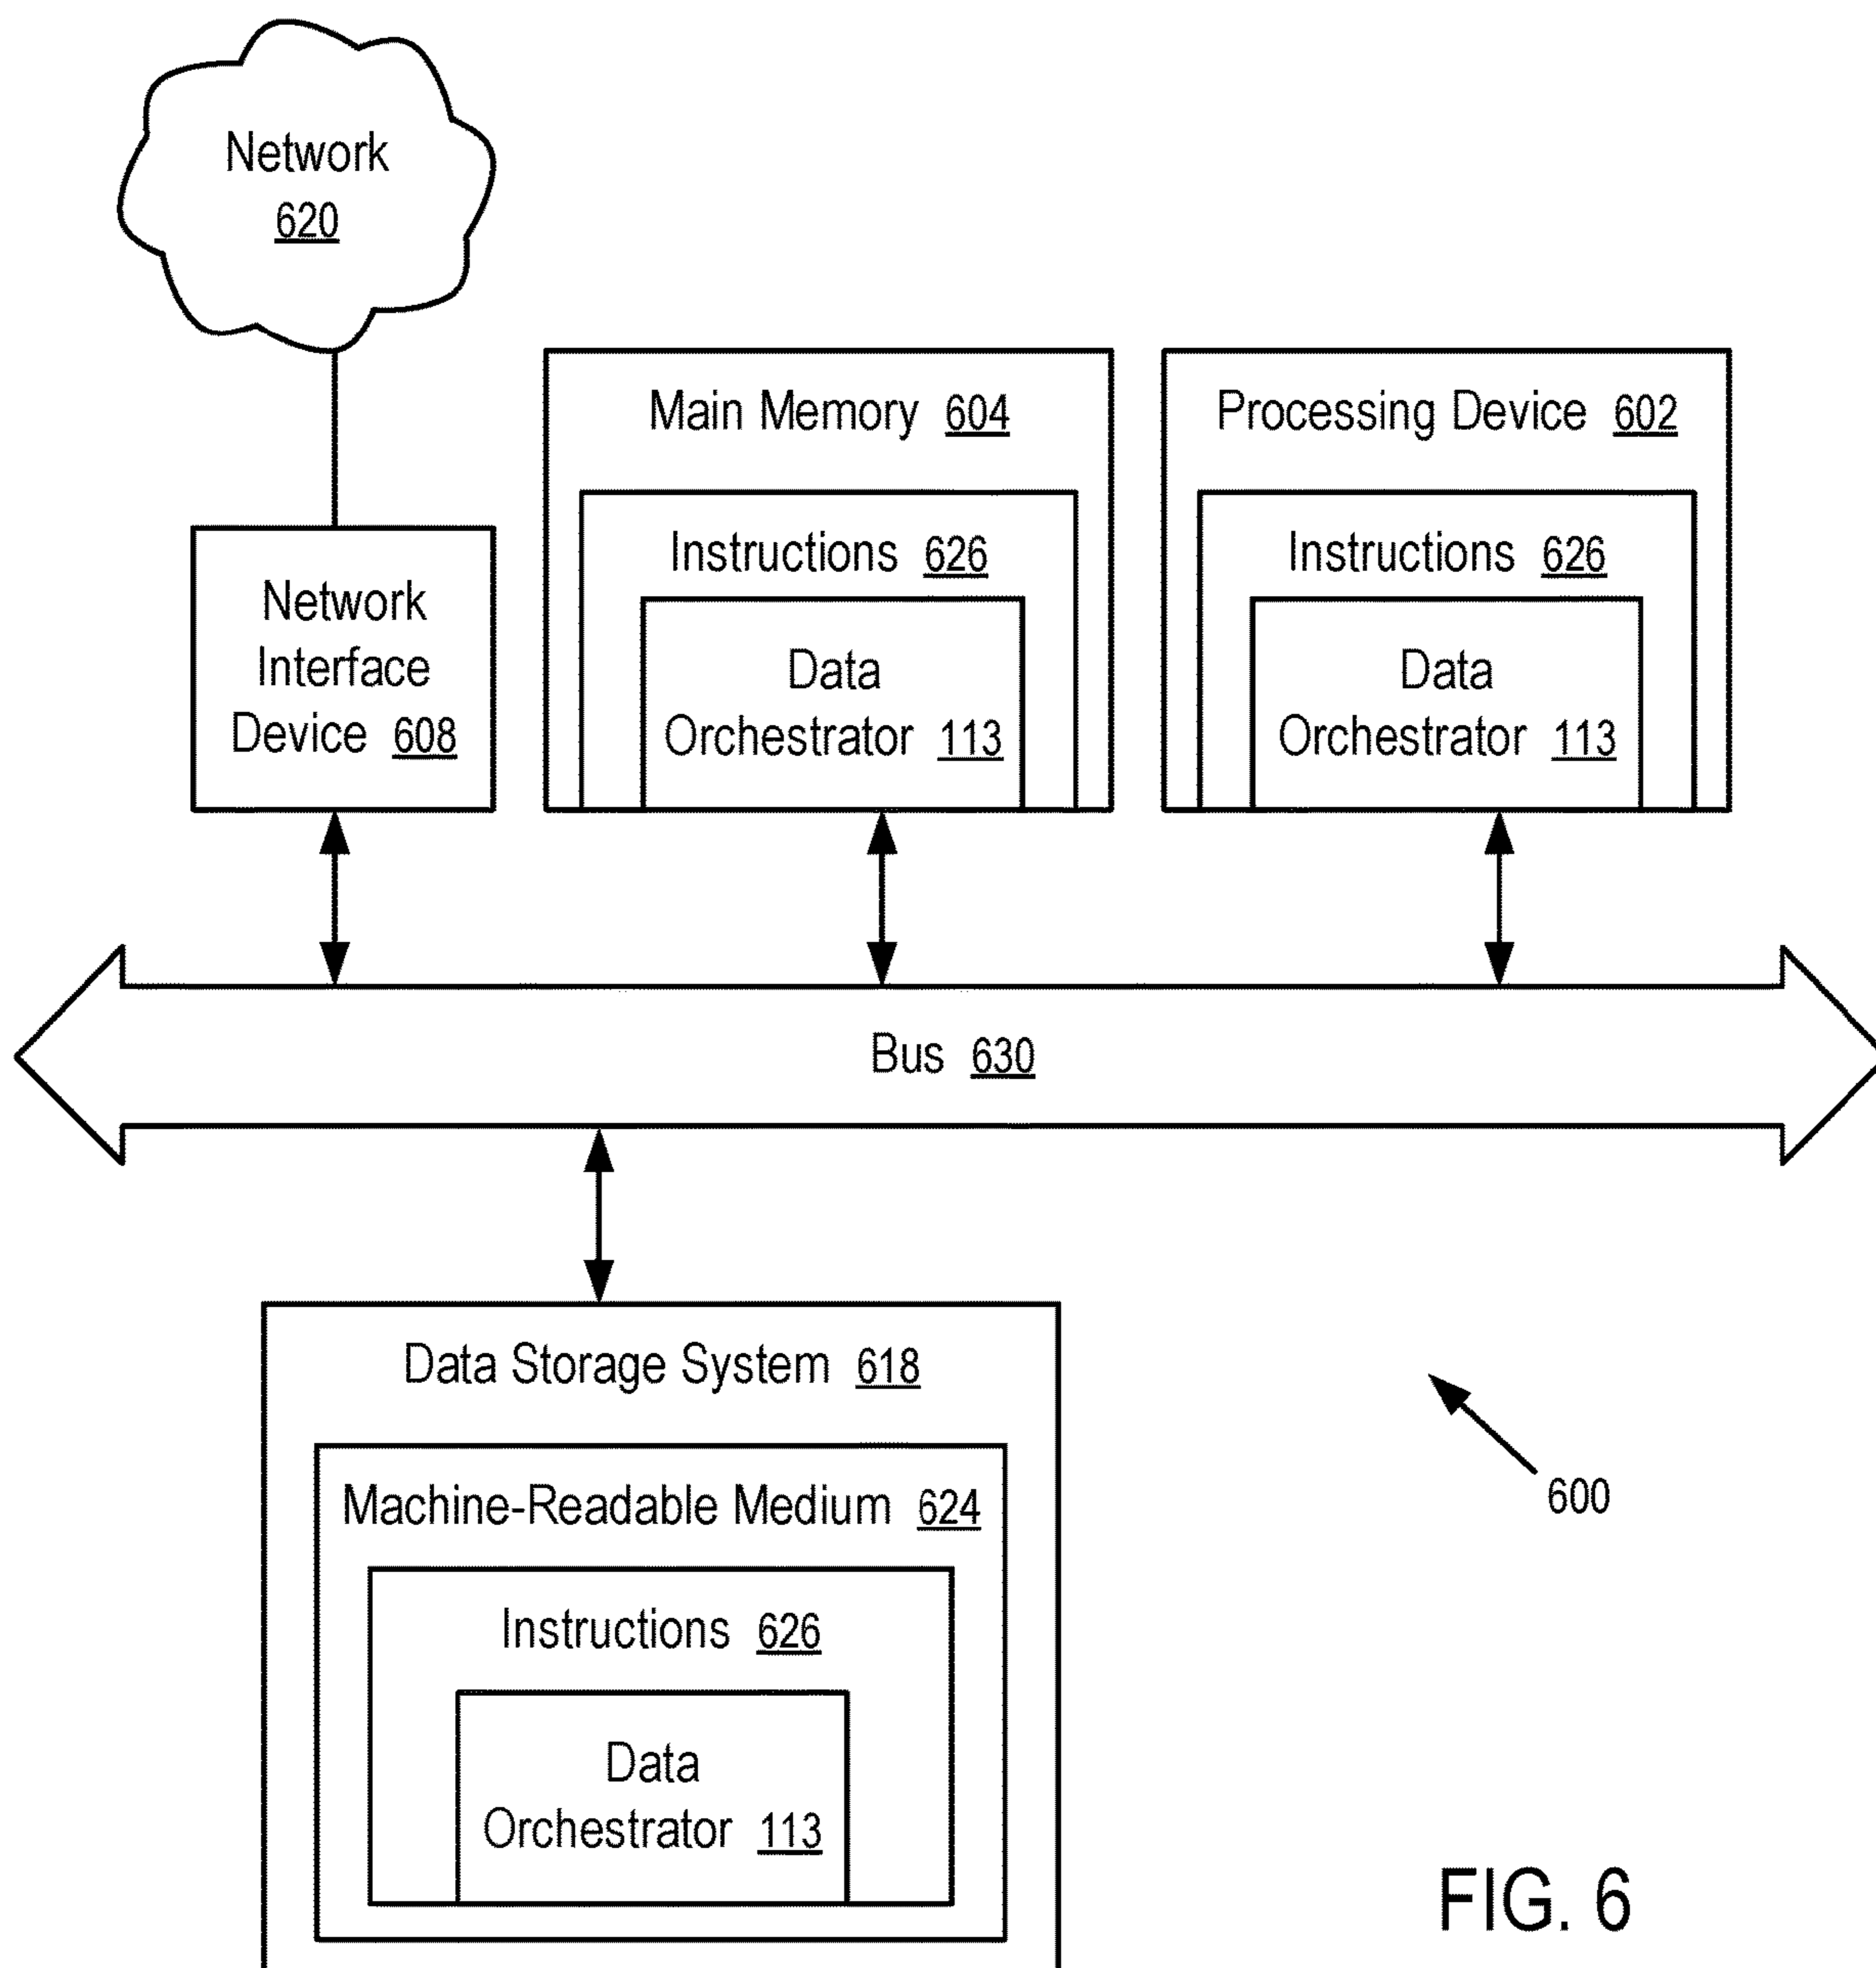 Network
620
Network
Interface
Device 608
Main Memory 604
Instructions 626
Data
Orchestrator 113
Processing Device 602
Instructions 626
Data
Orchestrator 113
Bus 630
Data Storage System 618
Machine-Readable Medium 624
Instructions 626
Data
Orchestrator 113
600
FIG. 6